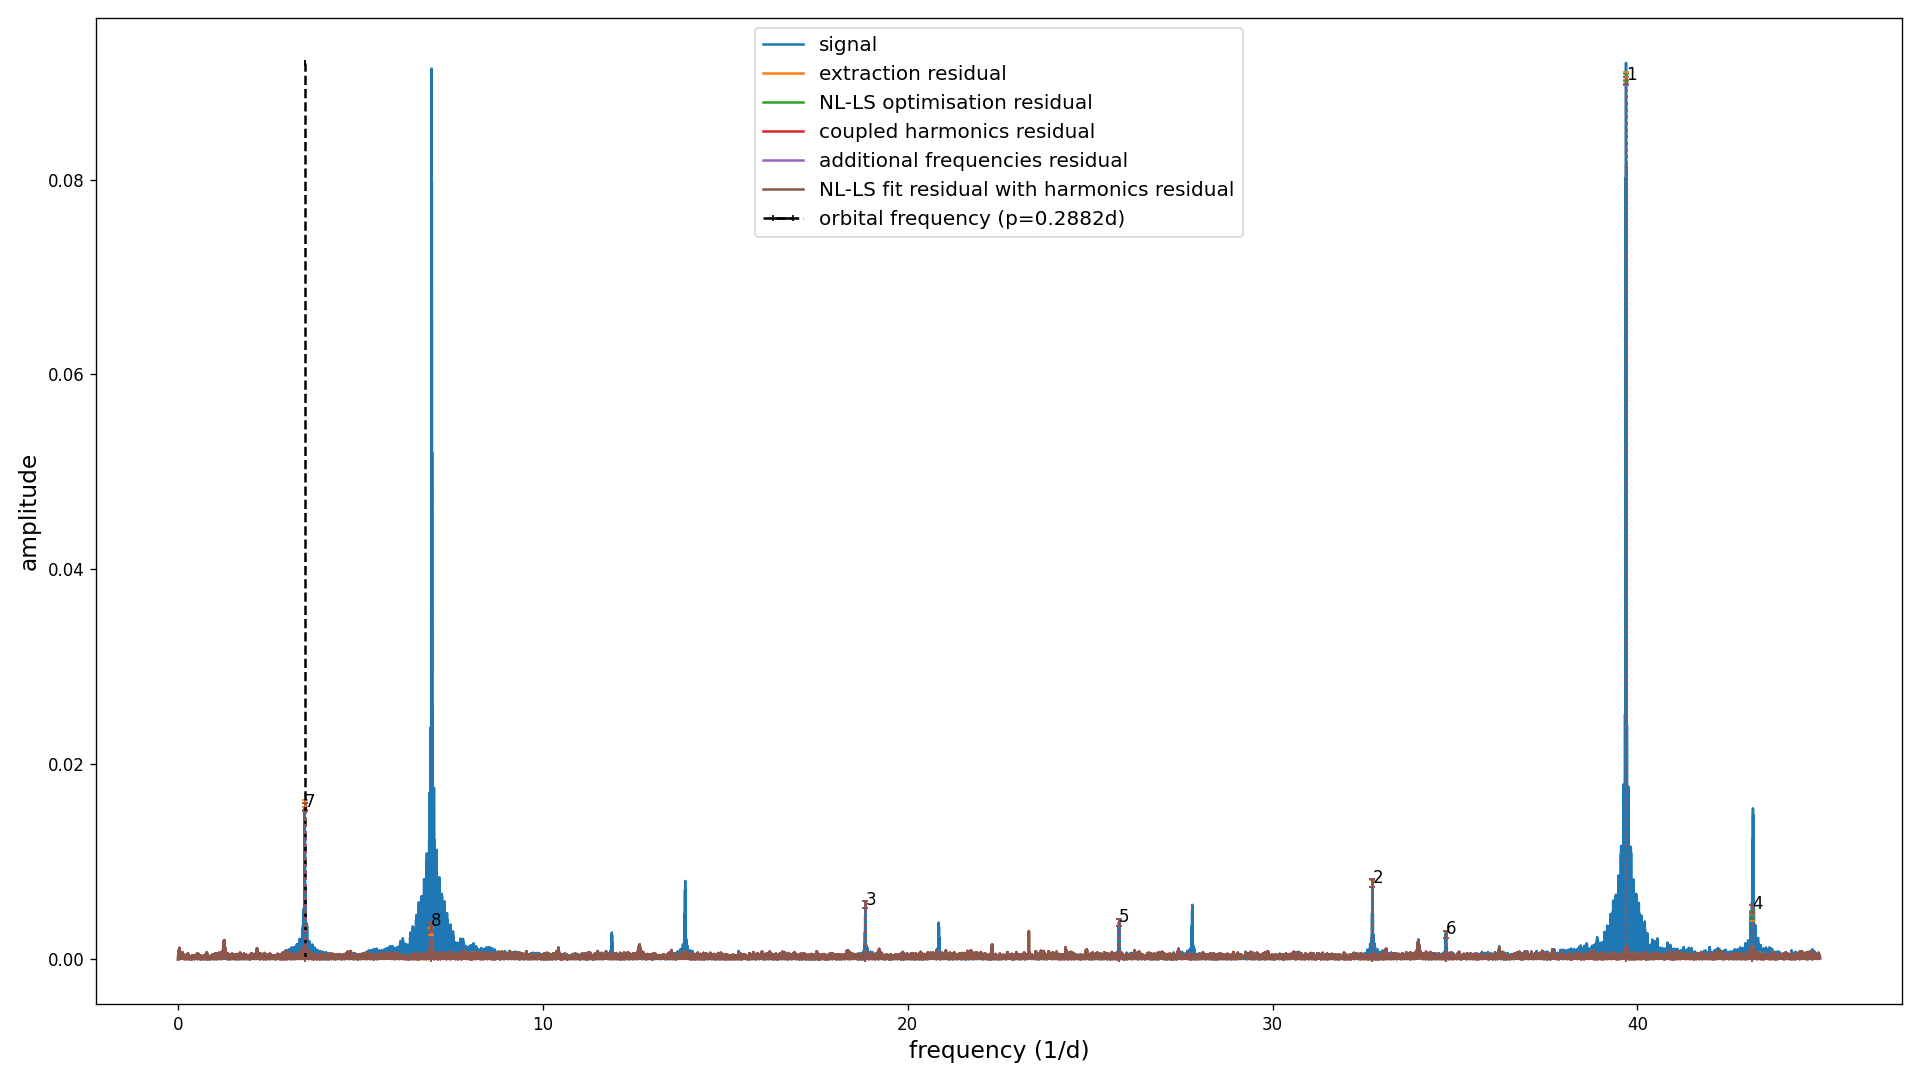 signal
extraction residual
NL-LS optimisation residual
coupled harmonics residual
additional frequencies residual
NL-LS fit residual with harmonics residual
orbital frequency (p=0.2882d)
amplitude
0.08
0.06
0.04
0.02
0.00
1
7
8
3
5
2
6
4
0
10
20
30
40
frequency (1/d)